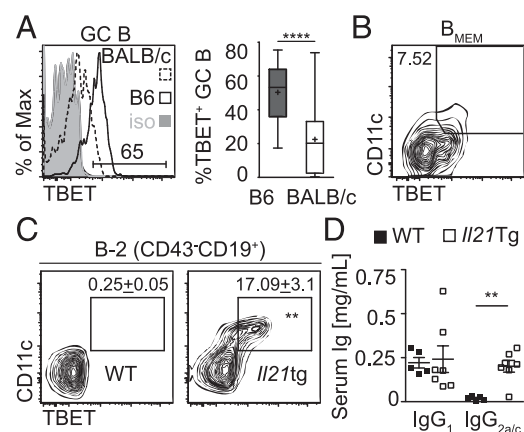 A
GC B
BALB/c
B6
iso
65
% of Max
TBET
****
%TBET+ GC B
80
60
40
20
0
B6 BALB/c
B
BMEM
7.52
CD11c
TBET
C
B-2 (CD43-CD19+)
0.25±0.05
WT
CD11c
TBET
17.09±3.1
**
Il21tg
D
WT Il21Tg
Serum Ig [mg/mL]
0.75
0.5
0.25
0
**
IgG1 IgG2a/c